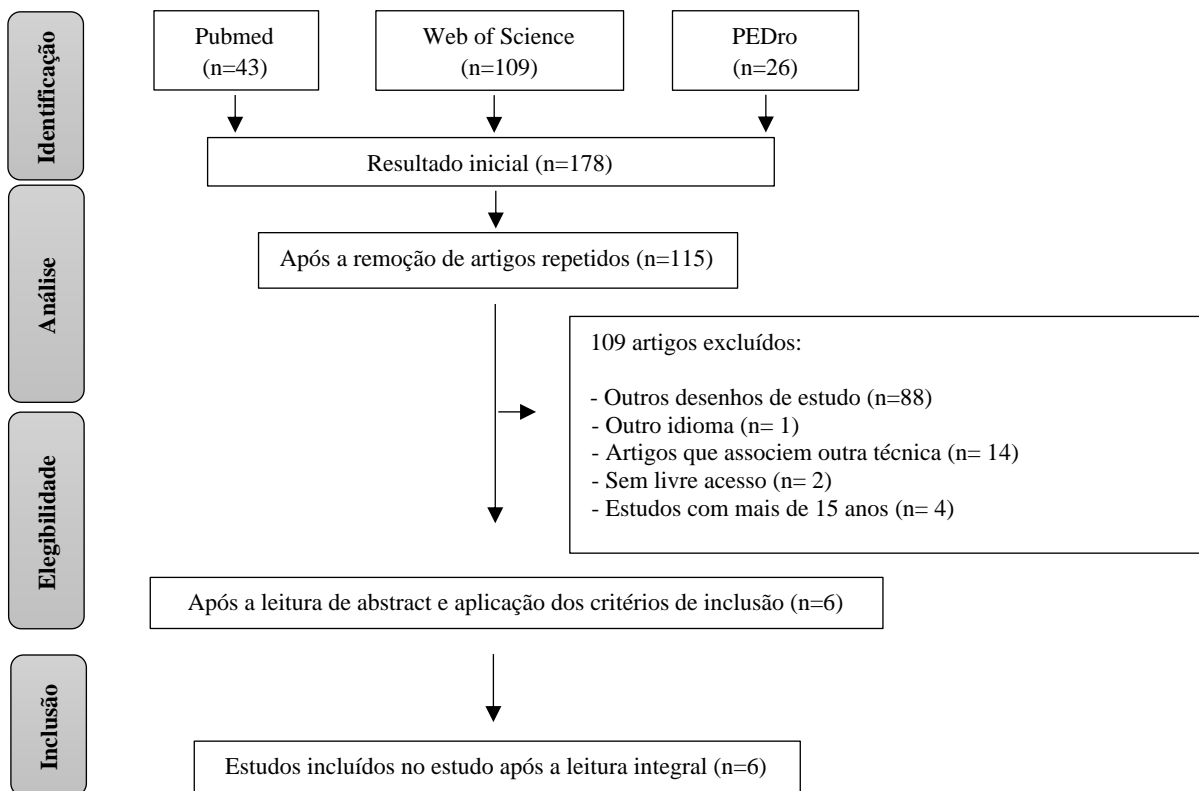 Identificação
Pubmed
(n=43)
Web of Science
(n=109)
PEDro
(n=26)
Resultado inicial (n=178)
Análise
Após a remoção de artigos repetidos (n=115)
109 artigos excluídos:
- Outros desenhos de estudo (n=88)
- Outro idioma (n= 1)
- Artigos que associem outra técnica (n= 14)
- Sem livre acesso (n= 2)
- Estudos com mais de 15 anos (n= 4)
Elegibilidade
Após a leitura de abstract e aplicação dos critérios de inclusão (n=6)
Inclusão
Estudos incluídos no estudo após a leitura integral (n=6)